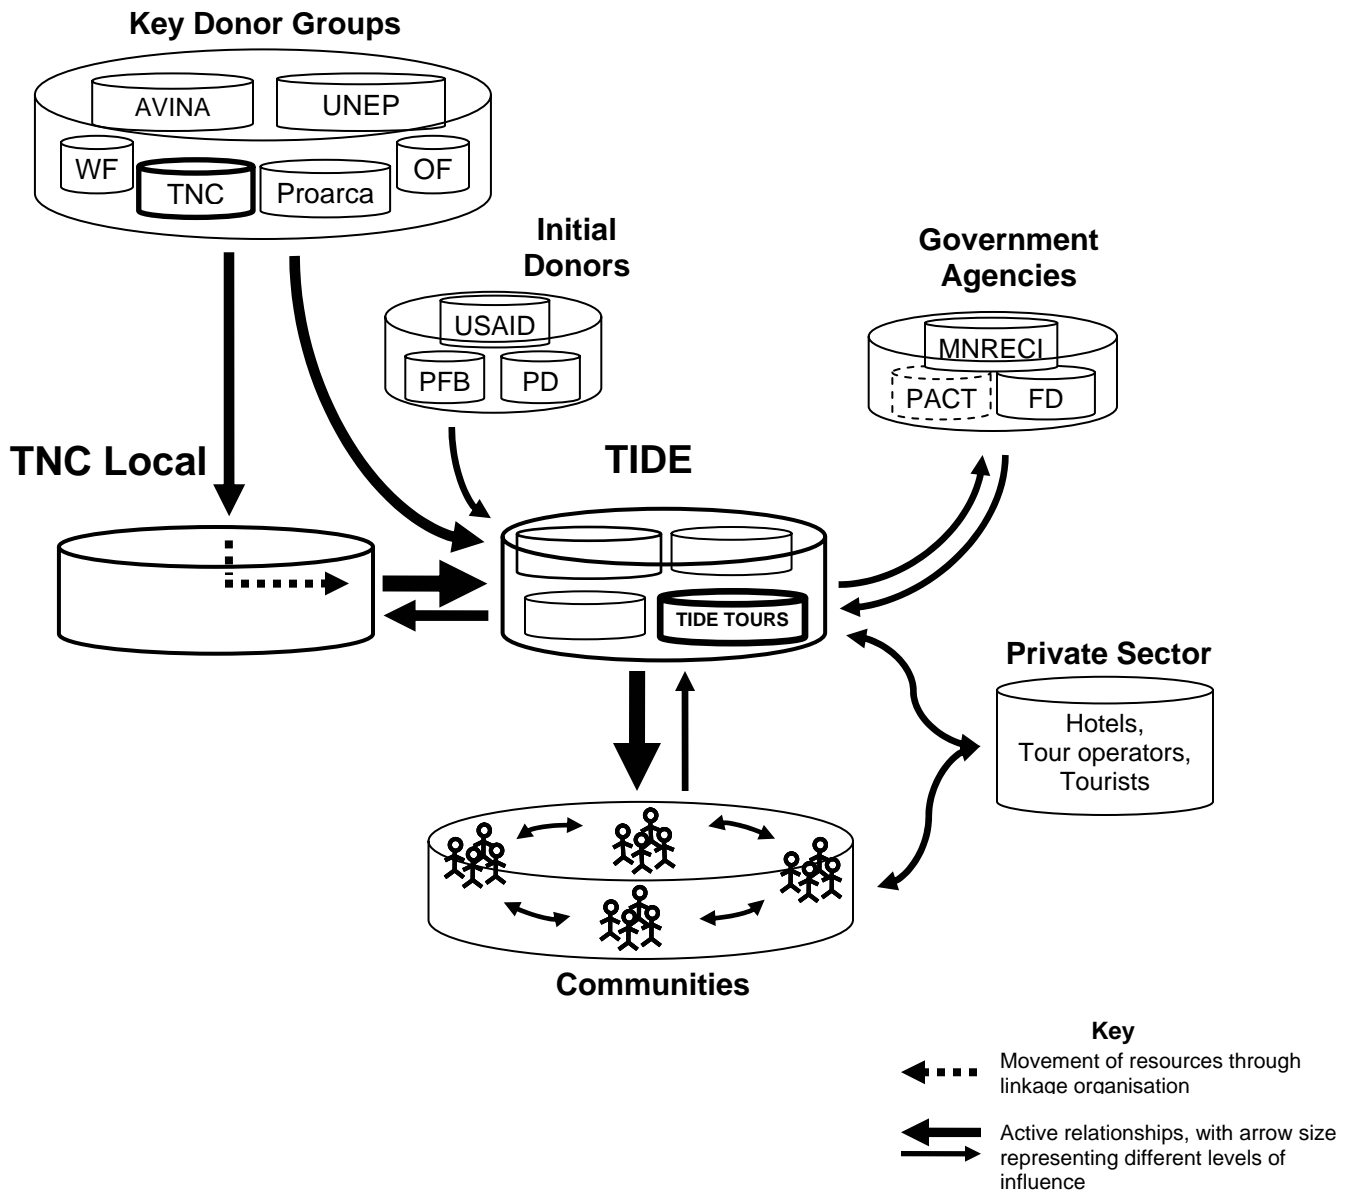 Key Donor Groups
AVINA
UNEP
WF
TNC
Proarca
OF
Initial
Donors
USAID
PFB
PD
Government
Agencies
MNRECI
PACT
FD
TNC Local
TIDE
TIDE TOURS
Private Sector
Hotels,
Tour operators,
Tourists
Communities
Key
Movement of resources through
linkage organisation
Active relationships, with arrow size
representing different levels of
influence